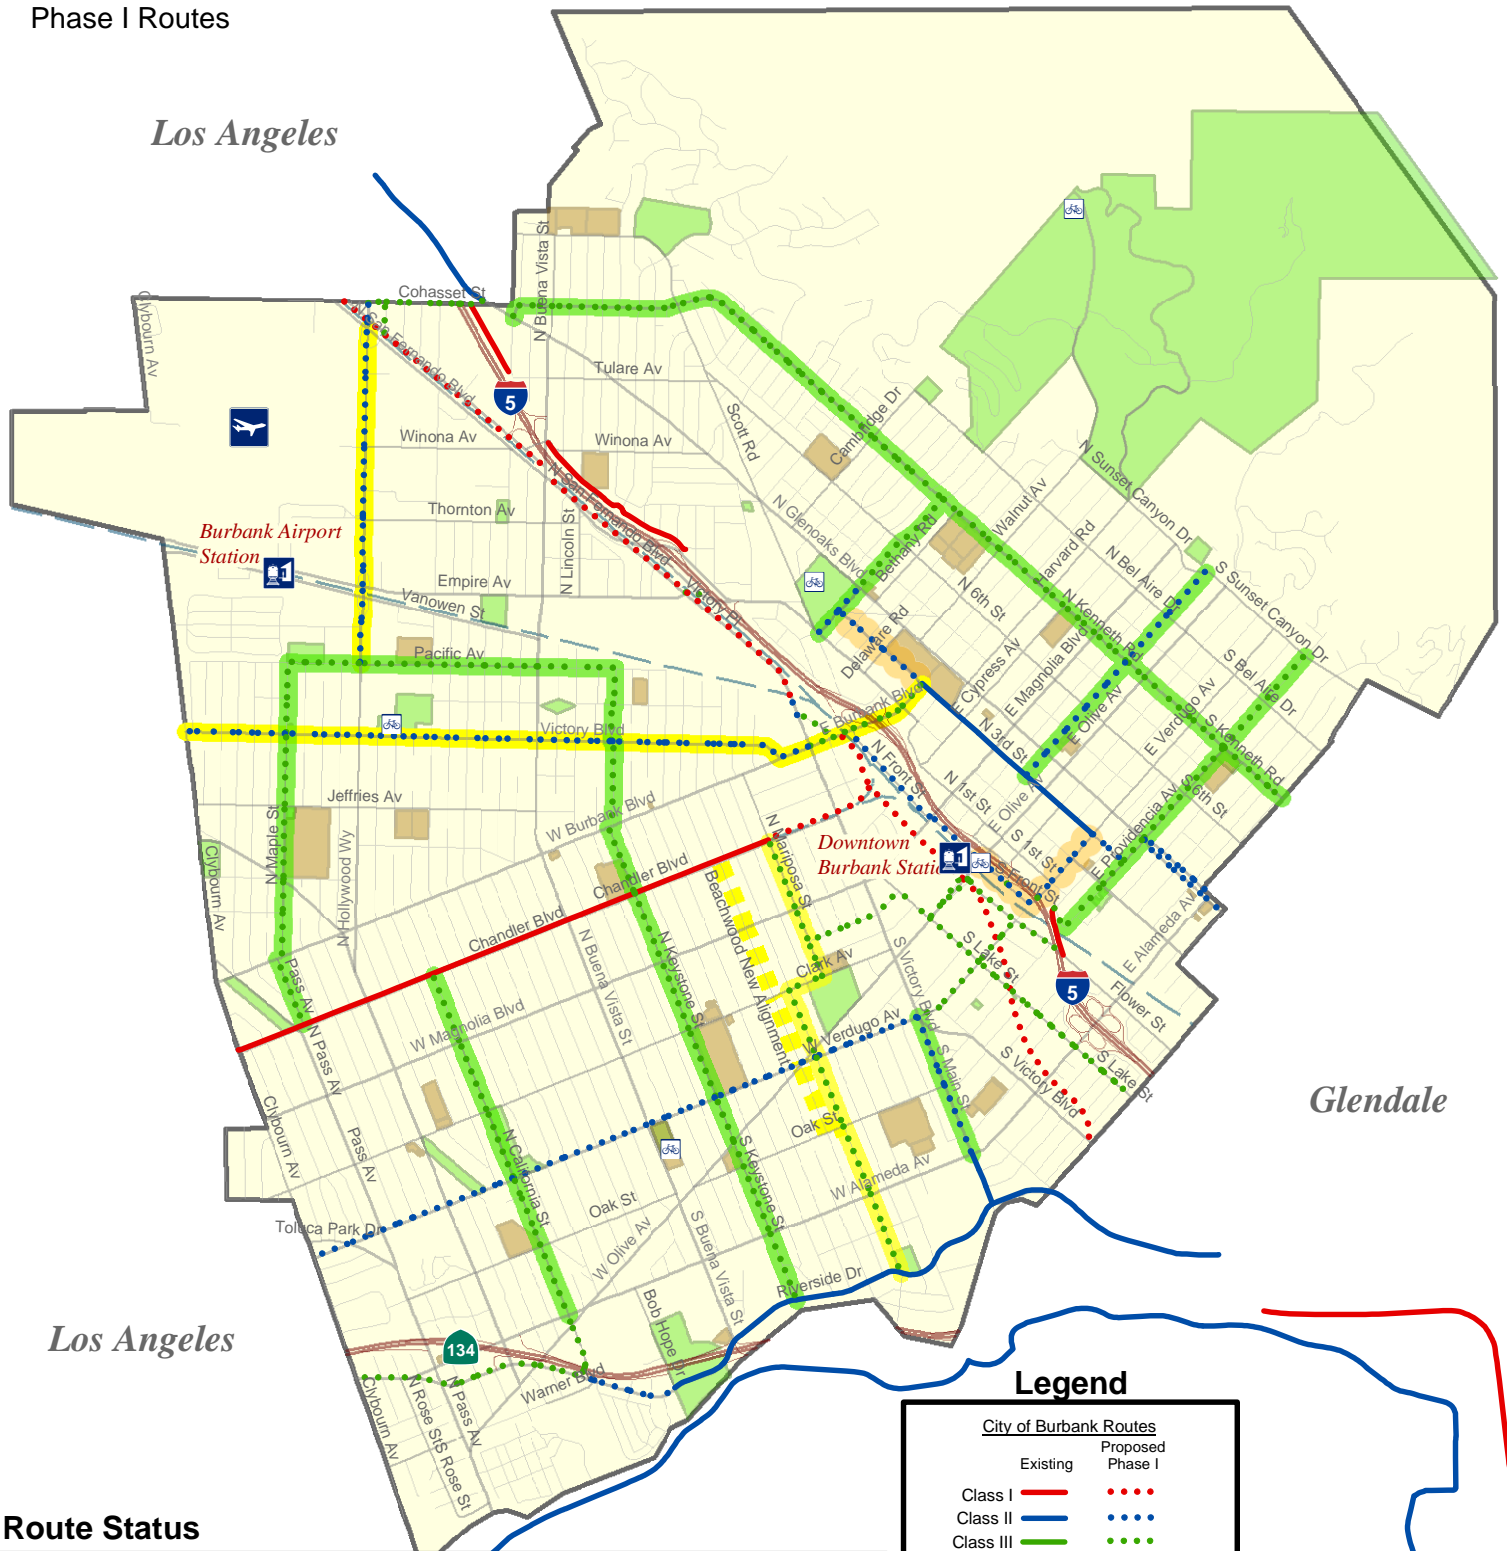 Phase I Routes
Los Angeles
Cohasset St
N Buena Vista St
Clybourn Av
N San Fernando Blvd
5
Tulare Av
Scott Rd
Cambridge Dr
Winona Av
Winona Av
N San Fernando Blvd
N Sunset Canyon Dr
Walnut Av
Thornton Av
N Lincoln St
N Glenoaks Blvd
Bethany Rd
Harvard Rd
N Bel Aire Dr
S Sunset Canyon Dr
Burbank Airport
Station
Empire Av
Vanowen St
Victory Pl
N 6th St
N Kenneth Rd
Delaware Rd
E Cypress Av
E Magnolia Blvd
S Bel Aire Dr
Pacific Av
E Burbank Blvd
E Olive Av
E Verdugo Av
S Kenneth Rd
Victory Blvd
N 3rd St
N Front St
N 1st St
E Olive Av
S 6th St
Jeffries Av
N Maple St
W Burbank Blvd
N Mariposa St
S 1st St
E Providencia Av
Downtown
Burbank Statio
S Front St
Clybourn Av
N Hollywood Wy
Chandler Blvd
Chandler Blvd
Beachwood New Alignment
E Alameda Av
Pass Av
N Buena Vista St
N Keystone St
Clark Av
S Victory Blvd
S Lake St
5
Flower St
N Pass Av
W Magnolia Blvd
W Verdugo Av
S Main St
S Victory Blvd
S Lake St
Glendale
Clybourn Av
Pass Av
N California St
Oak St
S Keystone St
W Alameda Av
Toluca Park Dr
Oak St
W Olive Av
S Buena Vista St
Riverside Dr
Bob Hope Dr
Los Angeles
134
Warner Blvd
Clybourn Av
N Rose St
S Rose St
N Pass Av
Legend
City of Burbank Routes
Existing
Proposed
Phase I
Class I
Class II
Class III
Route Status